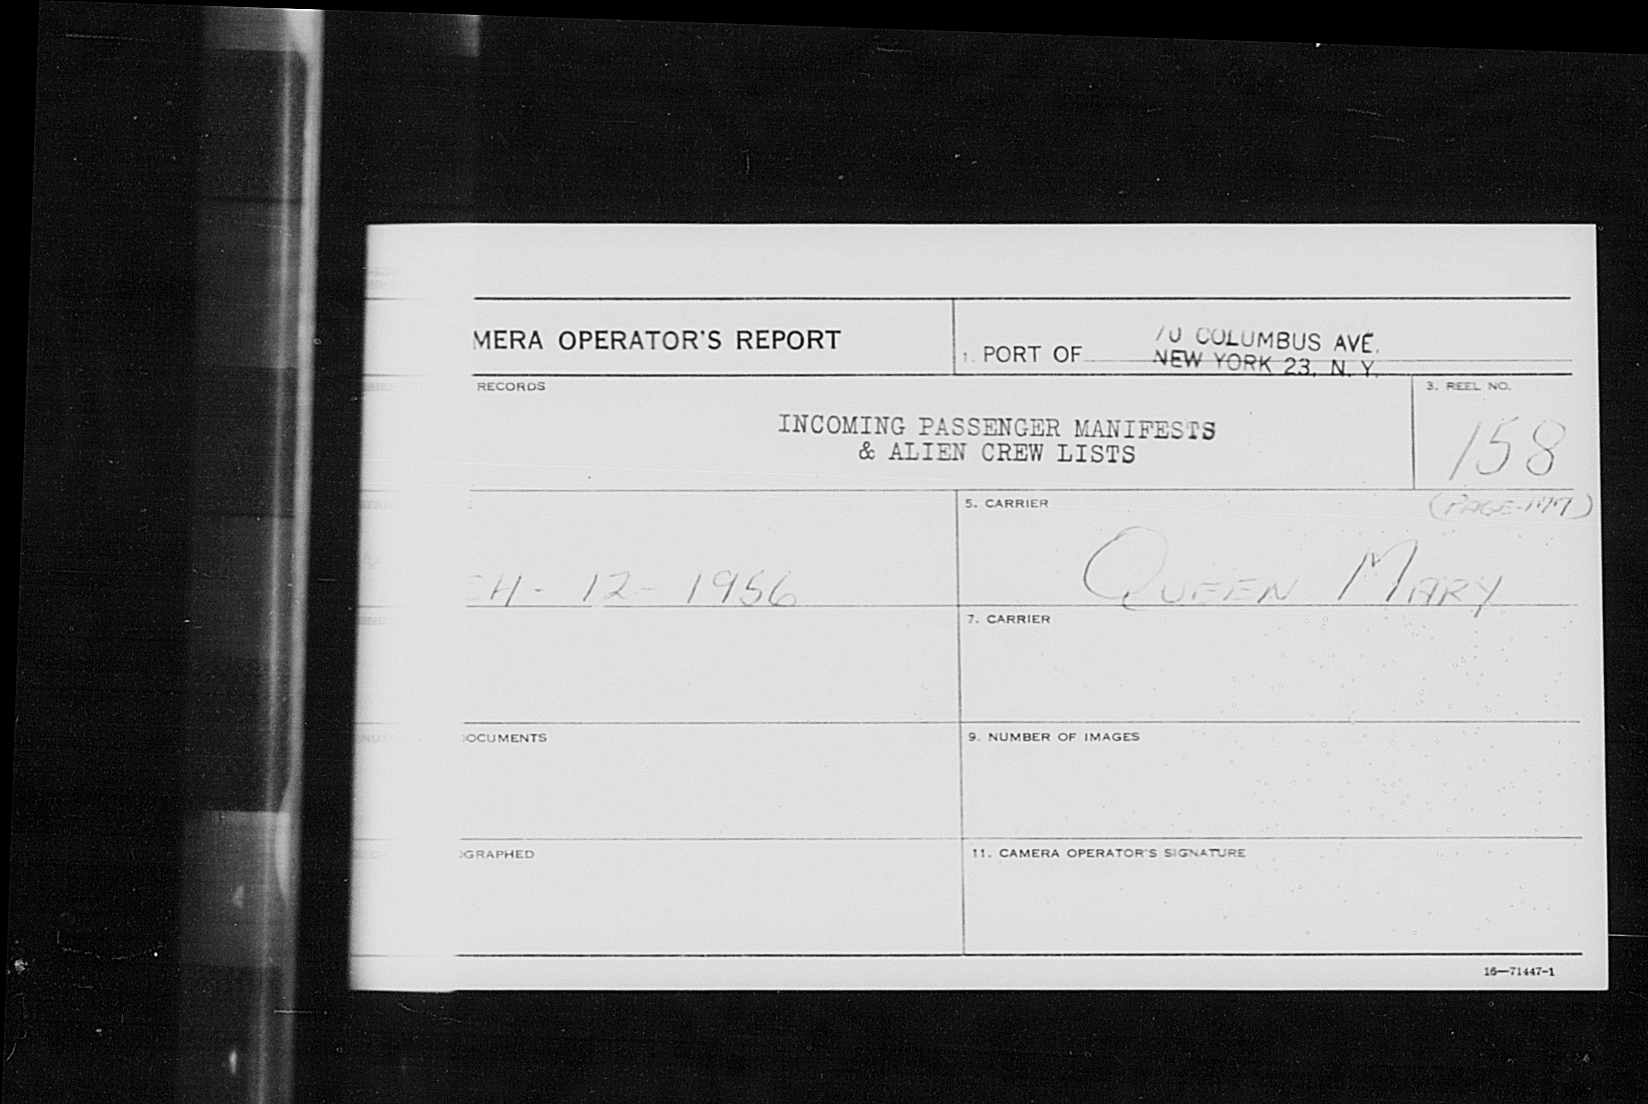 MERA OPERATOR'S REPORT
1. PORT OF
70 COLUMBUS AVE.
NEW YORK 23, N. Y.
RECORDS
INCOMING PASSENGER MANIFESTS
& ALIEN CREW LISTS
3. REEL NO.
158
5. CARRIER
(PAGE-177)
CH - 12 - 1956
QUEEN MARY
7. CARRIER
OCUMENTS
9. NUMBER OF IMAGES
OGRAPHED
11. CAMERA OPERATOR'S SIGNATURE
16—71447-1